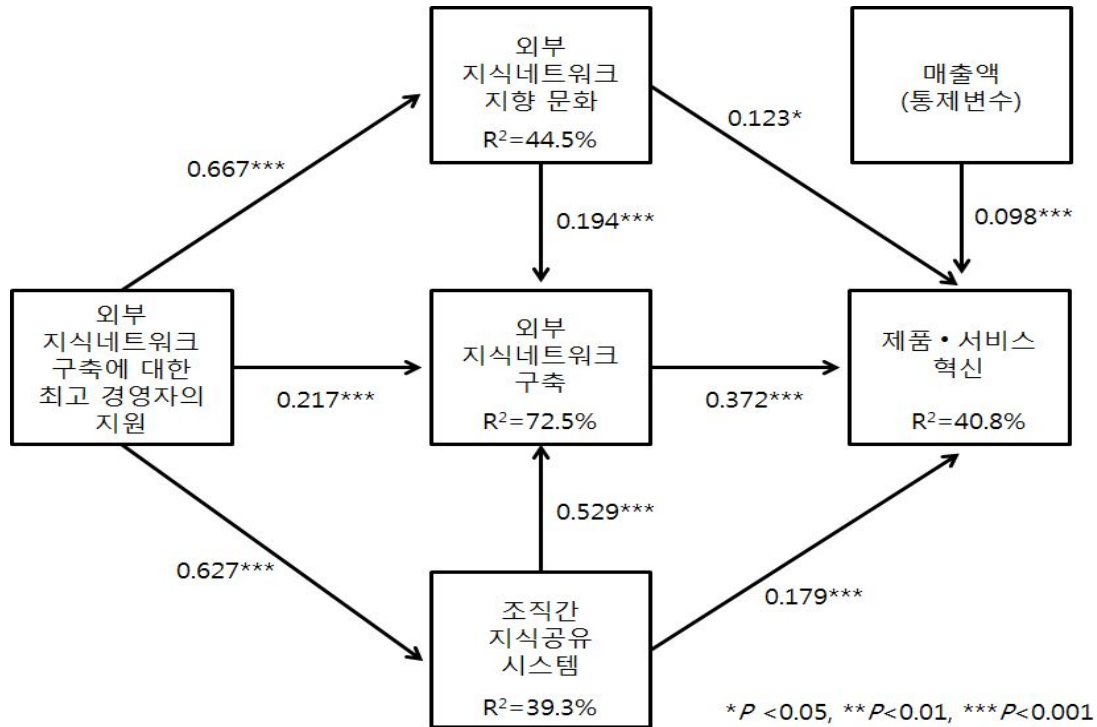 외부
지식네트워크
지향 문화
R²=44.5%
매출액
(통제변수)
0.667***
0.123*
0.194***
0.098***
외부
지식네트워크
구축에 대한
최고 경영자의
지원
0.217***
외부
지식네트워크
구축
R²=72.5%
0.372***
제품•서비스
혁신
R²=40.8%
0.627***
0.529***
0.179***
조직간
지식공유
시스템
R²=39.3%
*P <0.05, **P<0.01, ***P<0.001